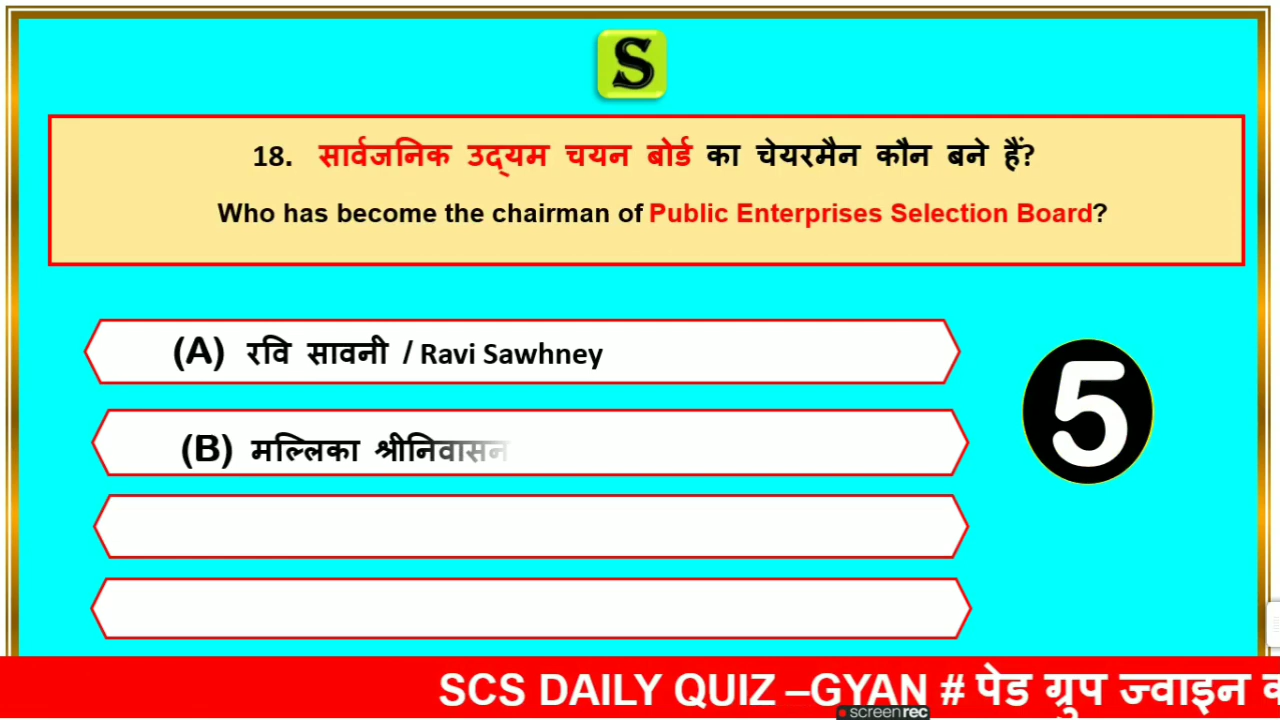 S
18. सार्वजनिक उद्यम चयन बोर्ड का चेयरमैन कौन बने हैं?
Who has become the chairman of Public Enterprises Selection Board?
(A) रवि सावनी / Ravi Sawhney
5
(B) मल्लिका श्रीनिवासन
SCS DAILY QUIZ –GYAN # पेड ग्रुप ज्वाइन
screenrec